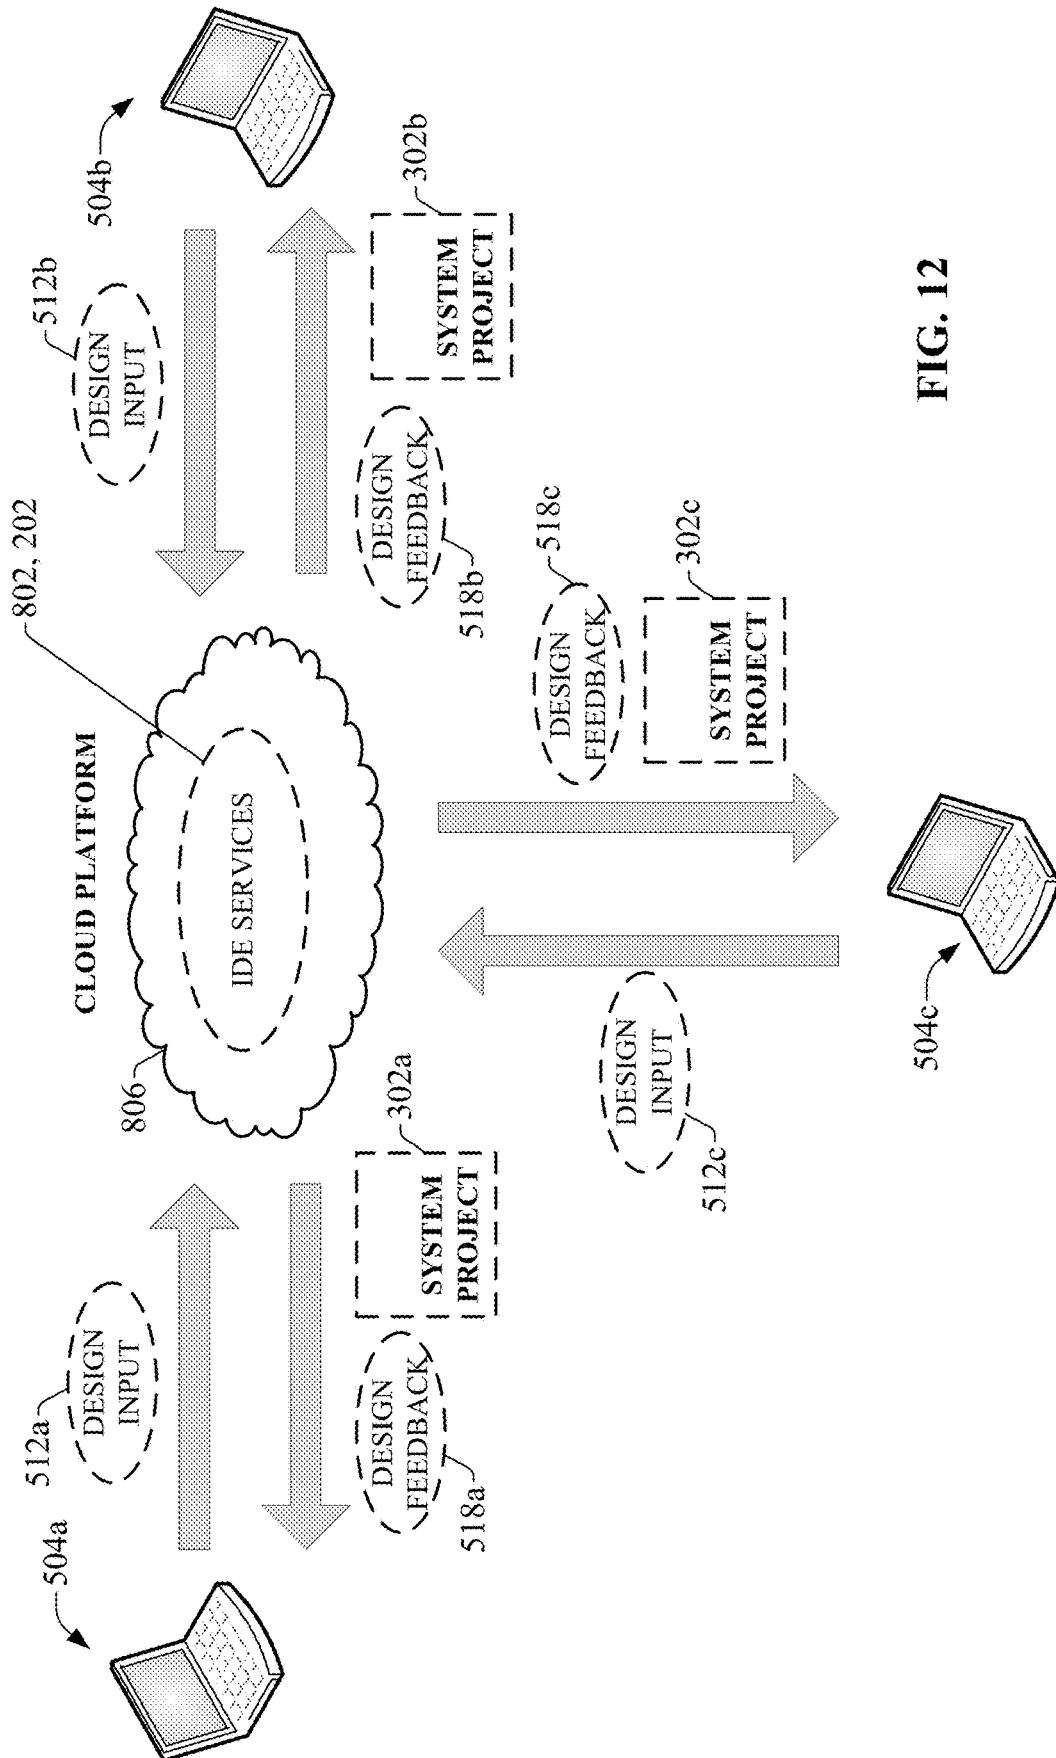 CLOUD PLATFORM
802, 202
806
IDE SERVICES
504a
512a
DESIGN
INPUT
DESIGN
FEEDBACK
518a
302a
SYSTEM
PROJECT
504b
512b
DESIGN
INPUT
DESIGN
FEEDBACK
518b
302b
SYSTEM
PROJECT
DESIGN
INPUT
512c
518c
DESIGN
FEEDBACK
302c
SYSTEM
PROJECT
504c
FIG. 12